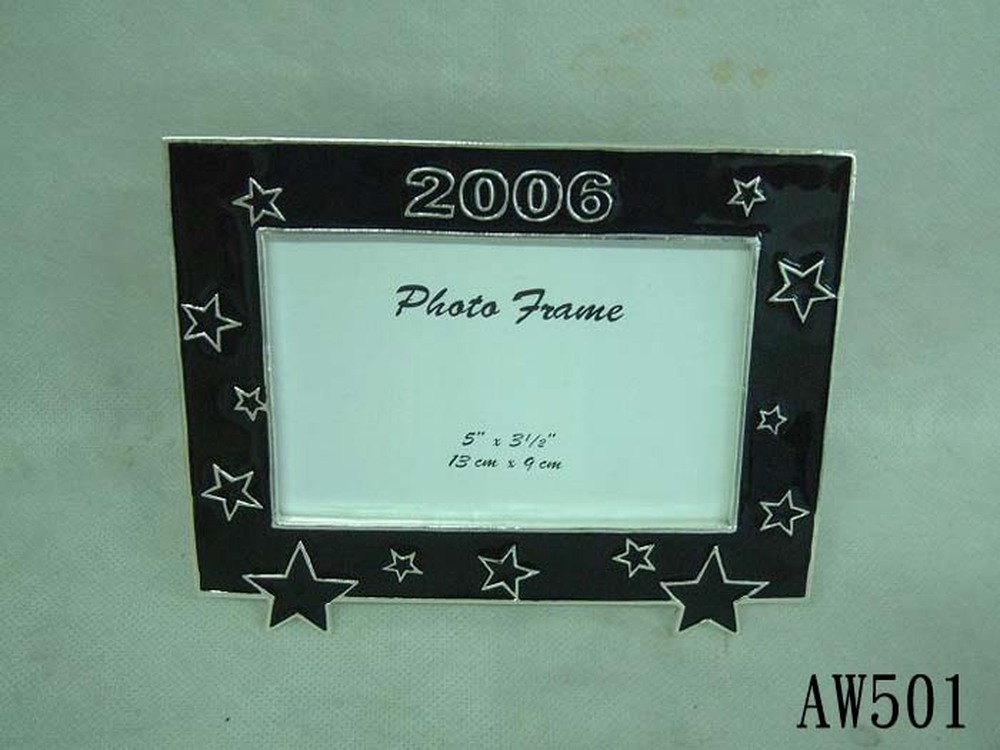 2006
Photo Frame
5" x 3½"
13 cm x 9 cm
AW501